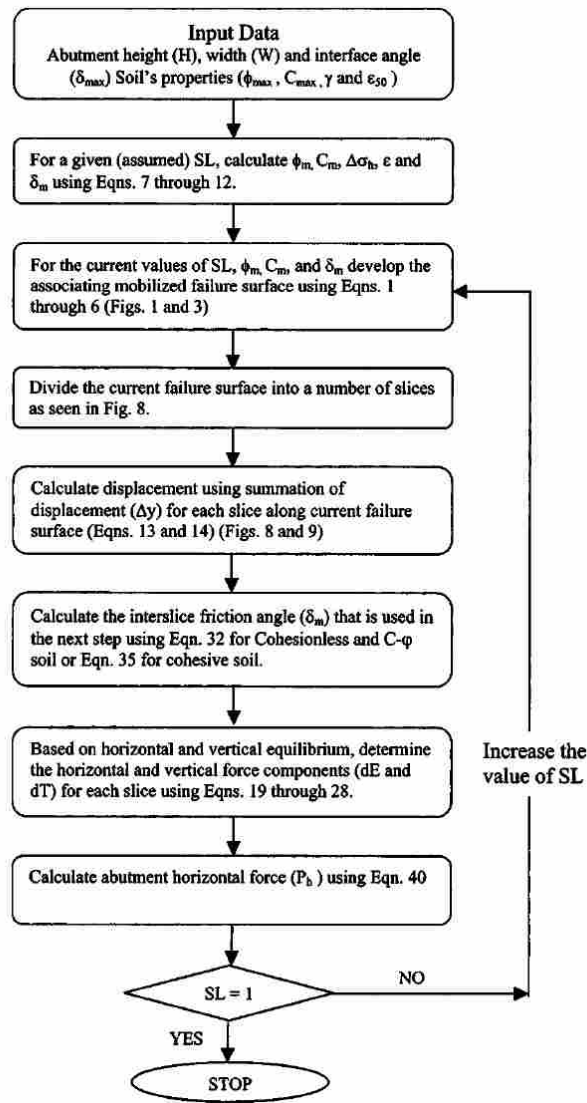 Input Data
Abutment height (H), width (W) and interface angle
(δmax) Soil's properties (ϕmax, Cmax, γ and ε50 )
For a given (assumed) SL, calculate ϕm, Cm, Δσh, ε and
δm using Eqns. 7 through 12.
For the current values of SL, ϕm, Cm, and δm develop the
associating mobilized failure surface using Eqns. 1
through 6 (Figs. 1 and 3)
Divide the current failure surface into a number of slices
as seen in Fig. 8.
Calculate displacement using summation of
displacement (Δy) for each slice along current failure
surface (Eqns. 13 and 14) (Figs. 8 and 9)
Calculate the interslice friction angle (δm) that is used in
the next step using Eqn. 32 for Cohesionless and C-φ
soil or Eqn. 35 for cohesive soil.
Based on horizontal and vertical equilibrium, determine
the horizontal and vertical force components (dE and
dT) for each slice using Eqns. 19 through 28.
Increase the
value of SL
Calculate abutment horizontal force (Ph ) using Eqn. 40
SL = 1
NO
YES
STOP